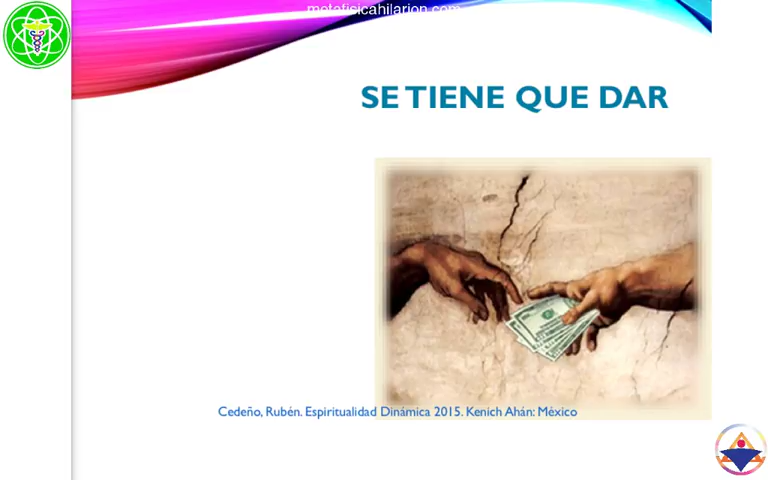 metafisicahilarion.com
SE TIENE QUE DAR
Cedeño, Rubén. Espiritualidad Dinámica 2015. Kenich Ahán: México